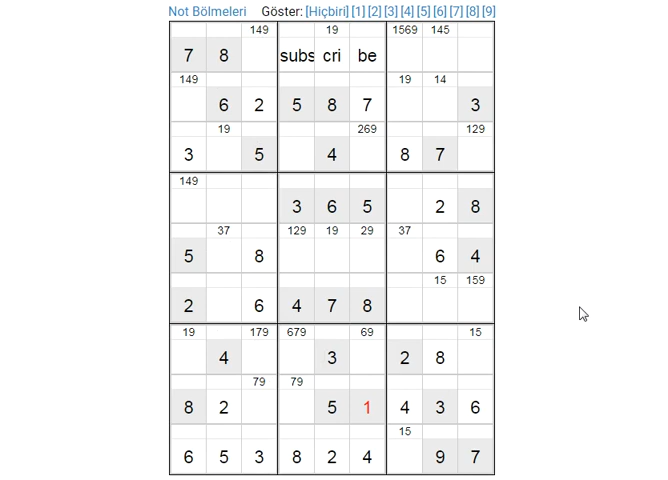 Not Bölmeleri Göster: [Hiçbiri] [1] [2] [3] [4] [5] [6] [7] [8] [9]
149 19 1569 145
7 8 subs cri be
149 19 14
6 2 5 8 7 3
19 269 129
3 5 4 8 7
149
3 6 5 2 8
37 129 19 29 37
5 8 6 4
15 159
2 6 4 7 8
19 179 679 69 15
4 3 2 8
79 79
8 2 5 1 4 3 6
15
6 5 3 8 2 4 9 7